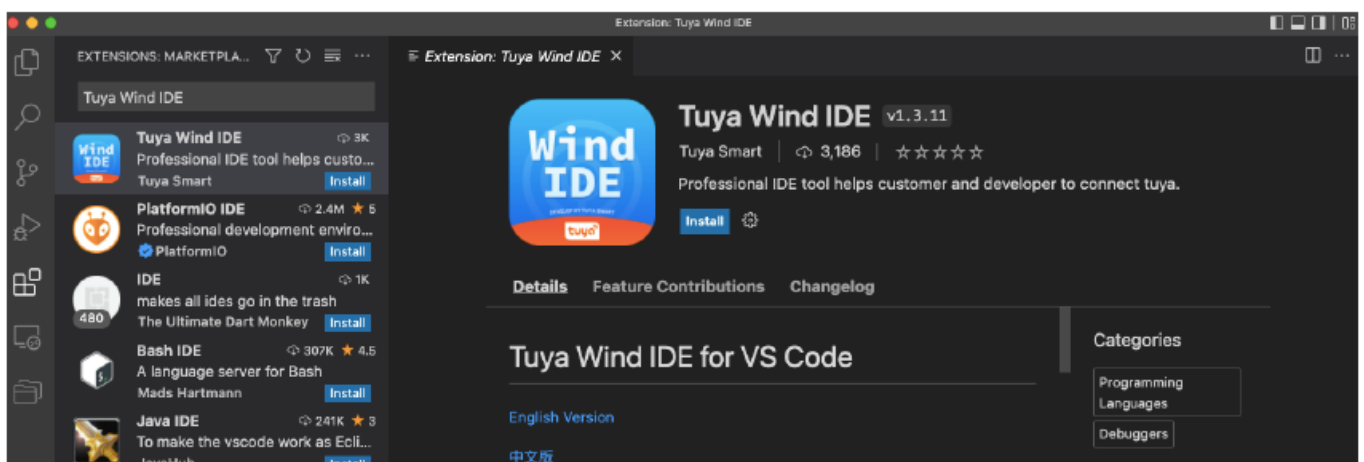 Extension: Tuya Wind IDE
EXTENSIONS: MARKETPLA...
Extension: Tuya Wind IDE
Tuya Wind IDE
Tuya Wind IDE 3K
Professional IDE tool helps custo...
Tuya Smart Install
PlatformIO IDE 2.4M ★ 5
Professional development enviro...
PlatformIO Install
IDE 1K
makes all ides go in the trash
480
The Ultimate Dart Monkey Install
Bash IDE 307K ★ 4.5
A language server for Bash
Mads Hartmann Install
Java IDE 241K ★ 3
To make the vscode work as Ecli...
JavaHub Install
Wind
IDE
tuya
Tuya Wind IDE v1.3.11
Tuya Smart 3,186
Professional IDE tool helps customer and developer to connect tuya.
Install
Details Feature Contributions Changelog
Tuya Wind IDE for VS Code
English Version
中文版
Categories
Programming
Languages
Debuggers